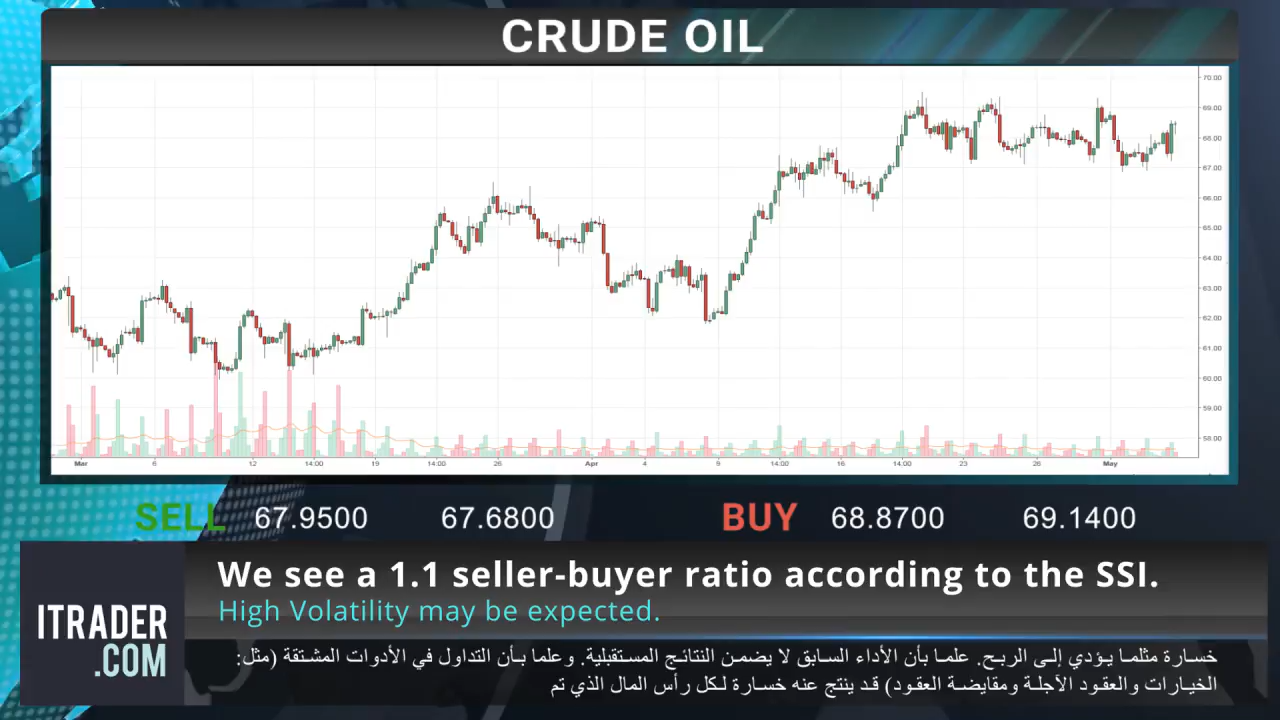 CRUDE OIL
70.00
69.00
68.00
67.00
66.00
65.00
64.00
63.00
62.00
61.00
60.00
59.00
58.00
Mar 6 12 14:00 19 14:00 26 Apr 4 9 14:00 16 14:00 23 26 May
SELL 67.9500 67.6800 BUY 68.8700 69.1400
ITRADER
.COM
We see a 1.1 seller-buyer ratio according to the SSI.
High Volatility may be expected.
خسارة مثلما يؤدي إلى الربح. علما بأن الأداء السابق لا يضمن النتائج المستقبلية. وعلما بأن التداول في الأدوات المشتقة (مثل:
الخيارات والعقود الآجلة ومقايضة العقود) قد ينتج عنه خسارة لكل رأس المال الذي تم